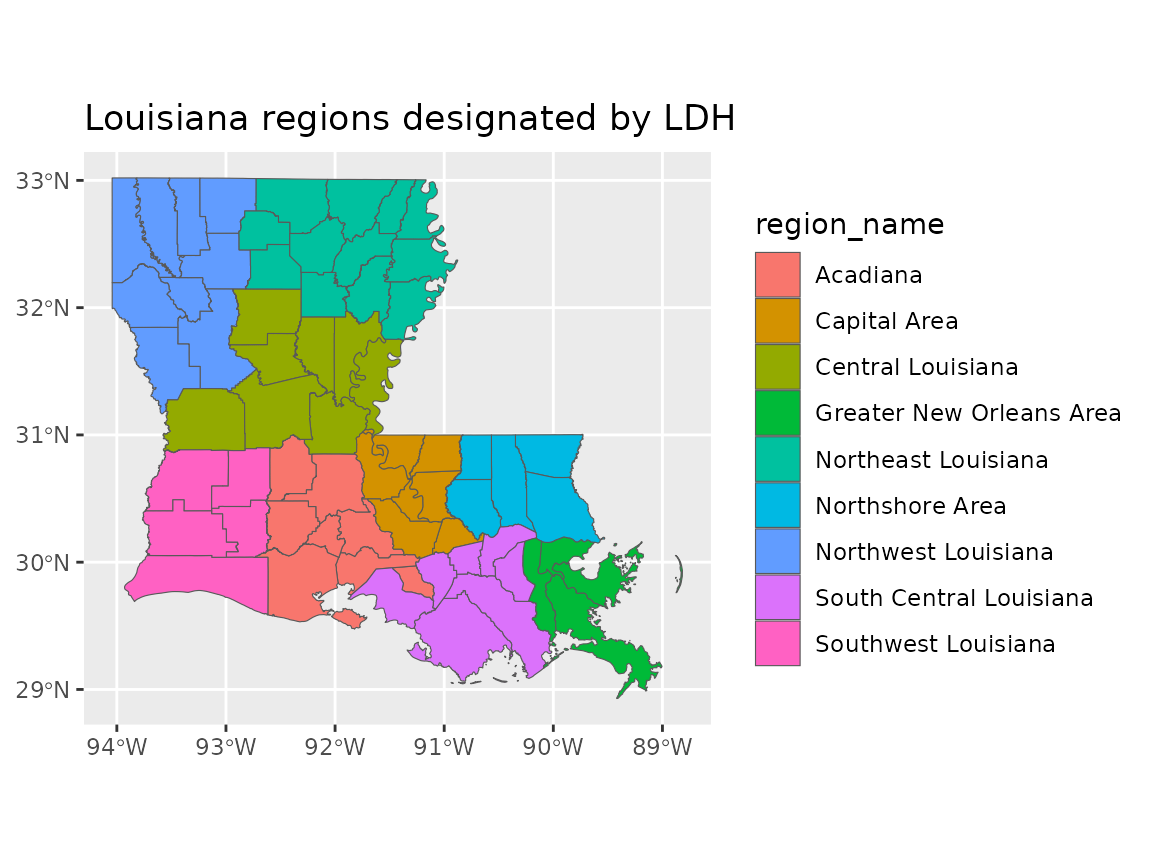 Louisiana regions designated by LDH
33°N
32°N
31°N
30°N
29°N
94°W 93°W 92°W 91°W 90°W 89°W
region_name
Acadiana
Capital Area
Central Louisiana
Greater New Orleans Area
Northeast Louisiana
Northshore Area
Northwest Louisiana
South Central Louisiana
Southwest Louisiana